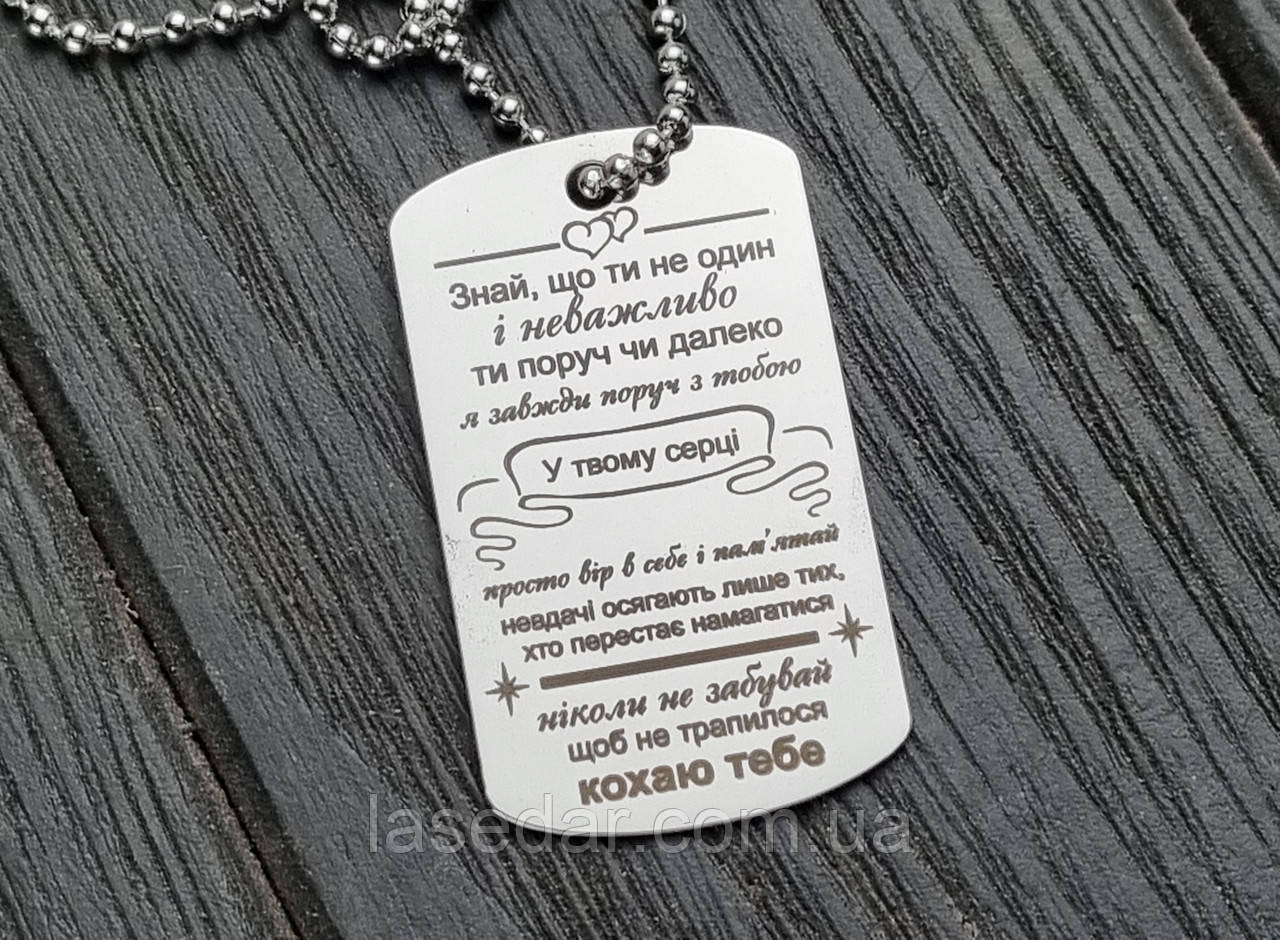 Знай, що ти не один
і неважливо
ти поруч чи далеко
я завжди поруч з тобою
У твому серці
просто вір в себе і пам'ятай
невдачі осягають лише тих,
хто перестає намагатися
ніколи не забувай
щоб не трапилося
кохаю тебе
lasedar.com.ua